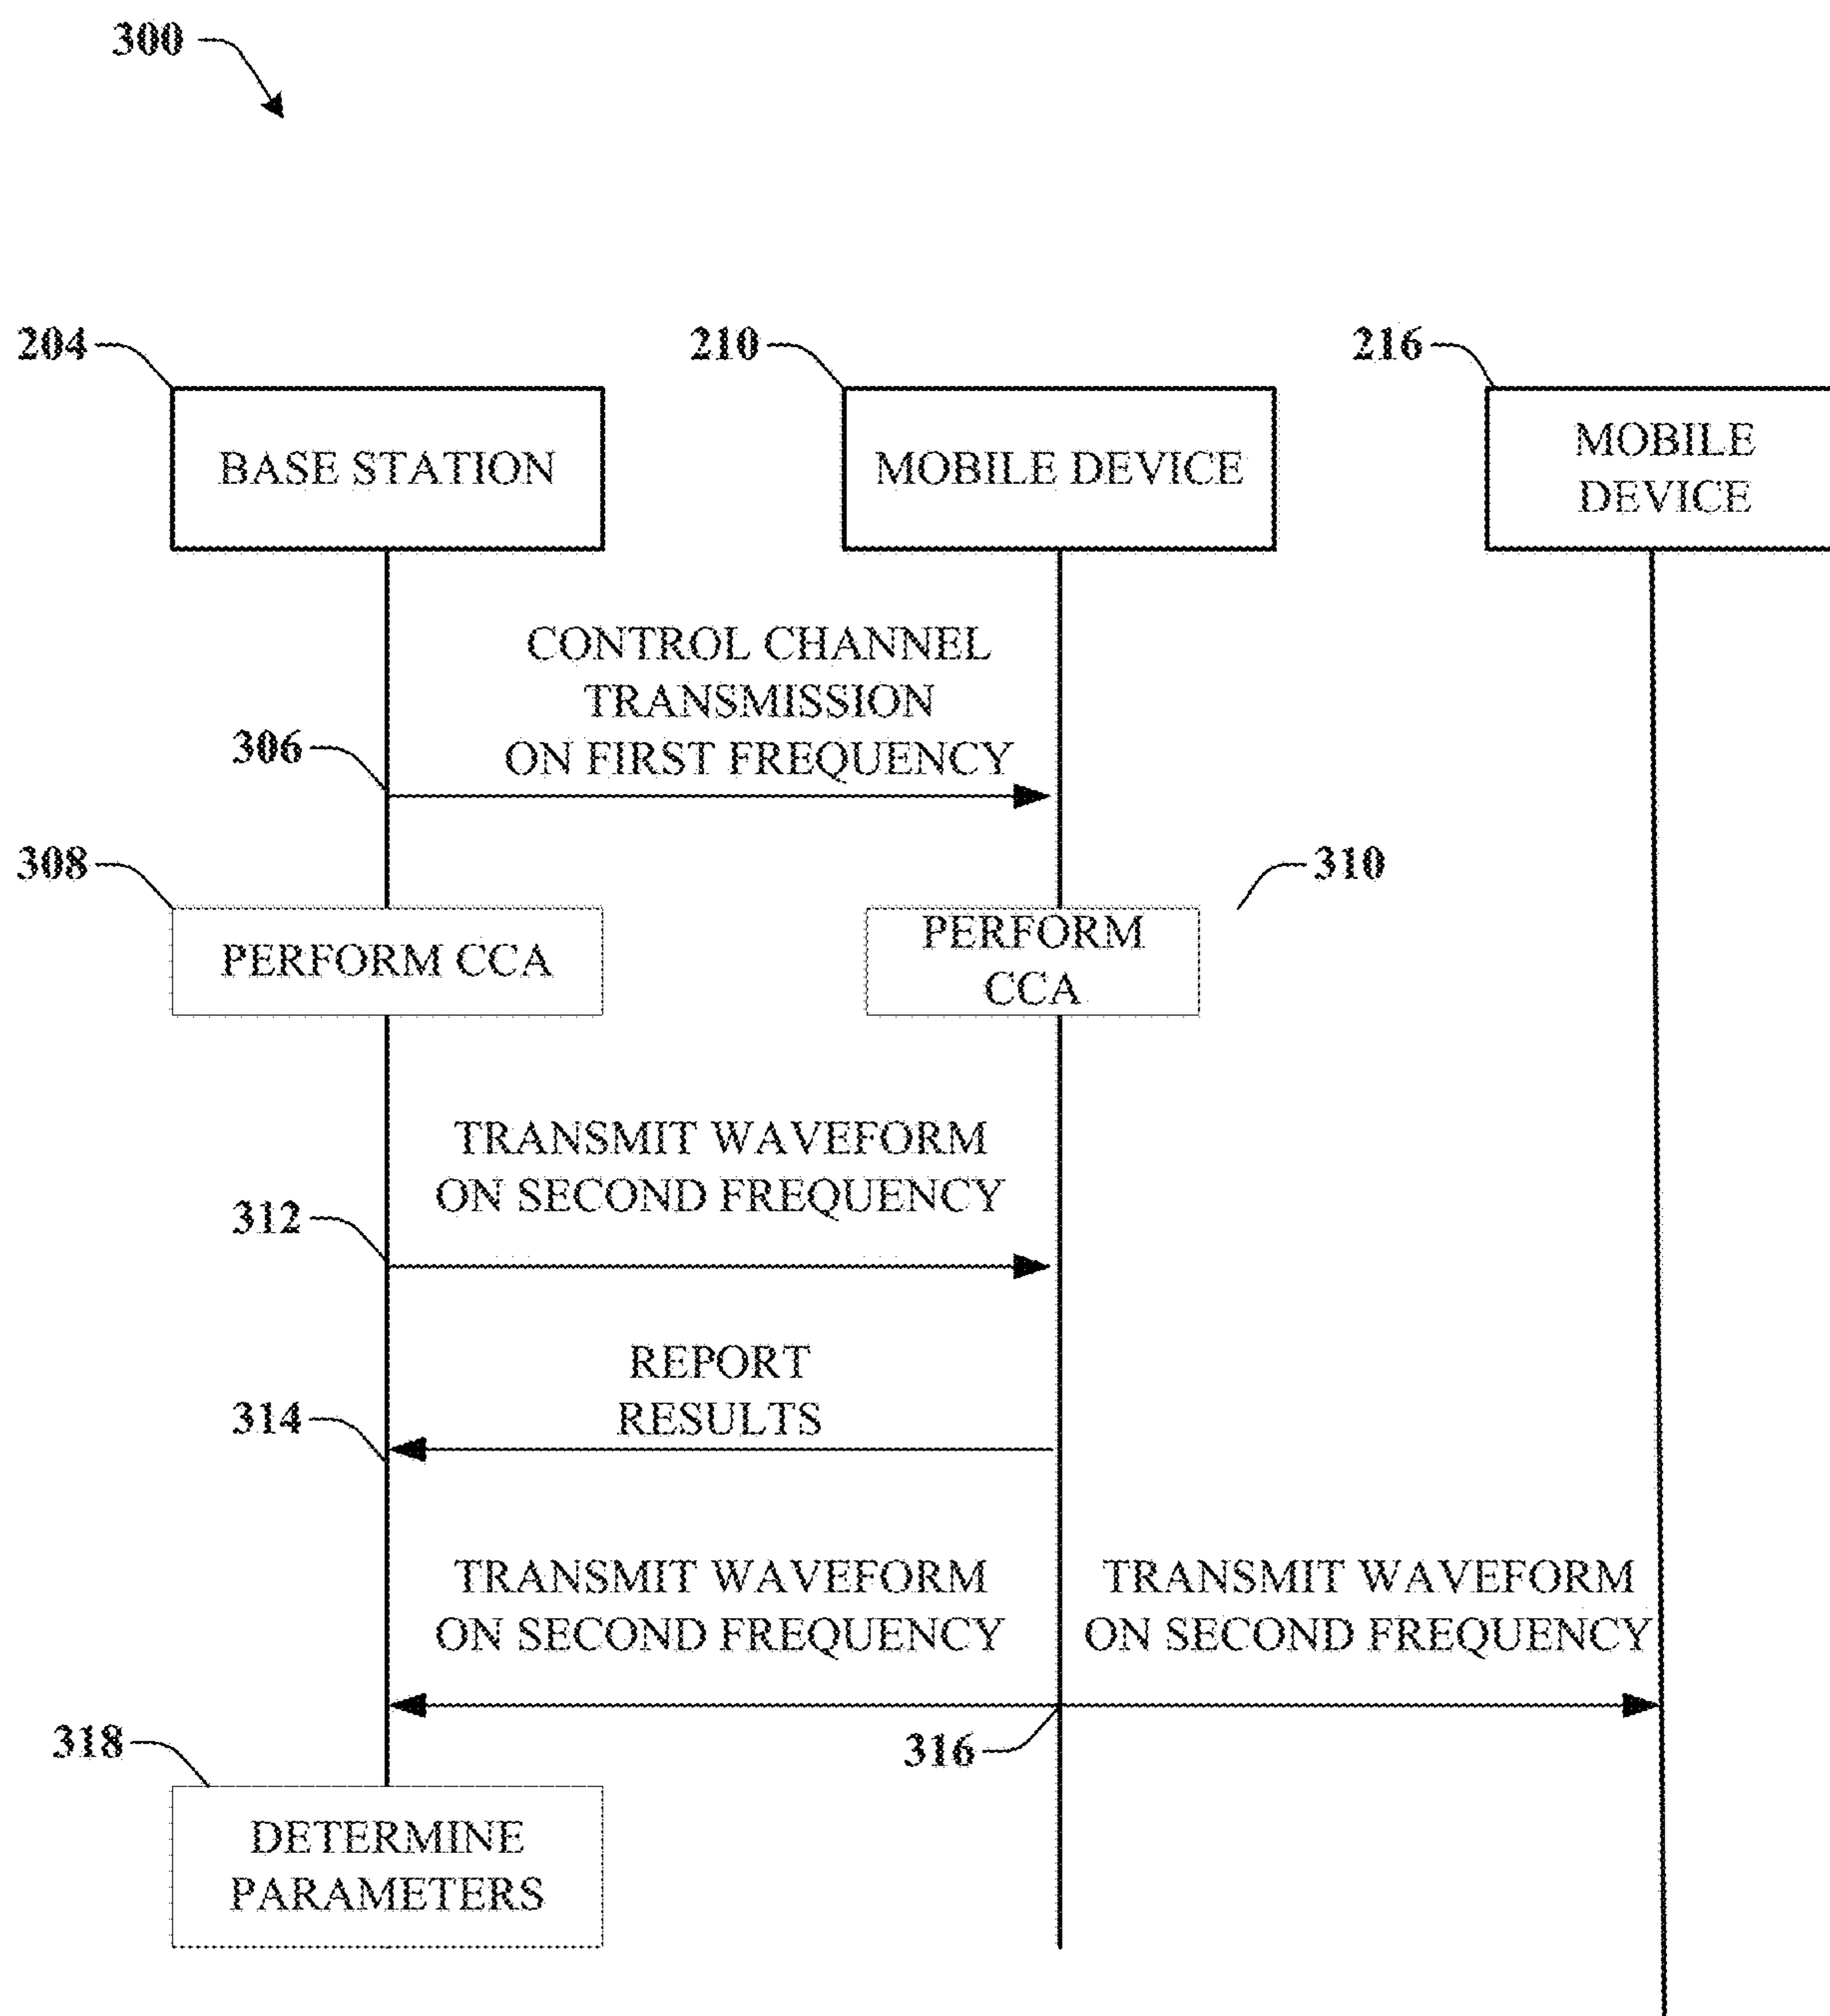 300
204
210
216
BASE STATION
MOBILE DEVICE
MOBILE
DEVICE
CONTROL CHANNEL
TRANSMISSION
ON FIRST FREQUENCY
306
308
310
PERFORM CCA
PERFORM
CCA
TRANSMIT WAVEFORM
ON SECOND FREQUENCY
312
REPORT
RESULTS
314
TRANSMIT WAVEFORM
ON SECOND FREQUENCY
TRANSMIT WAVEFORM
ON SECOND FREQUENCY
316
318
DETERMINE
PARAMETERS